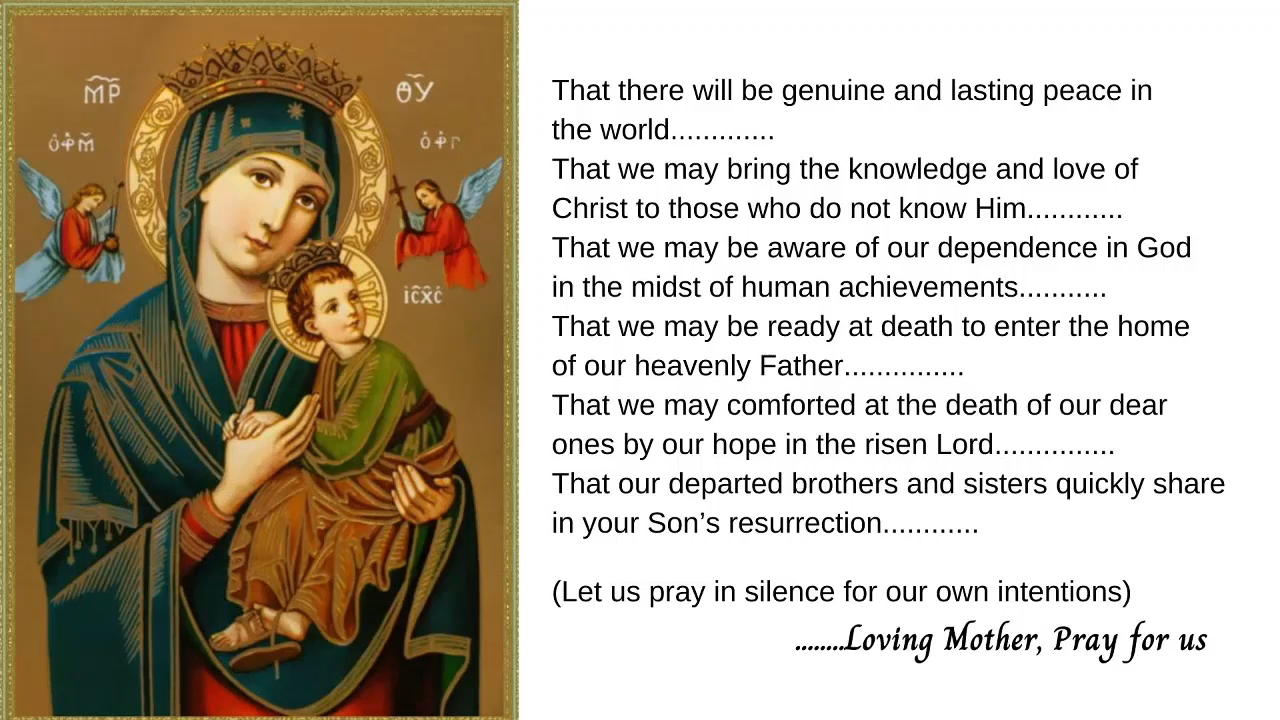 ΜΡ
ΘΥ
That there will be genuine and lasting peace in
the world.............
That we may bring the knowledge and love of
Christ to those who do not know Him............
That we may be aware of our dependence in God
in the midst of human achievements...........
That we may be ready at death to enter the home
of our heavenly Father...............
That we may comforted at the death of our dear
ones by our hope in the risen Lord...............
That our departed brothers and sisters quickly share
in your Son’s resurrection............
(Let us pray in silence for our own intentions)
........Loving Mother, Pray for us